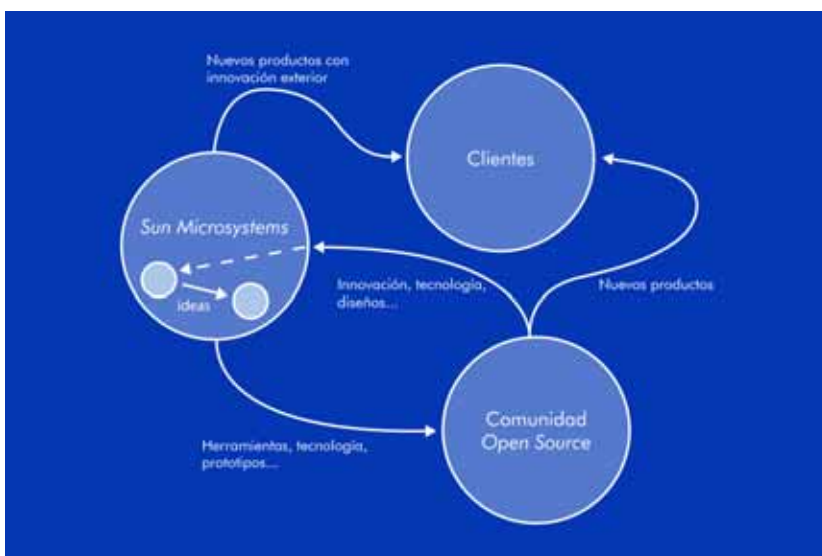 Nuevos productos con
innovación exterior
Clientes
Sun Microsystems
ideas
Innovación, tecnología,
diseños...
Nuevos productos
Comunidad
Open Source
Herramientas, tecnología,
prototipos...